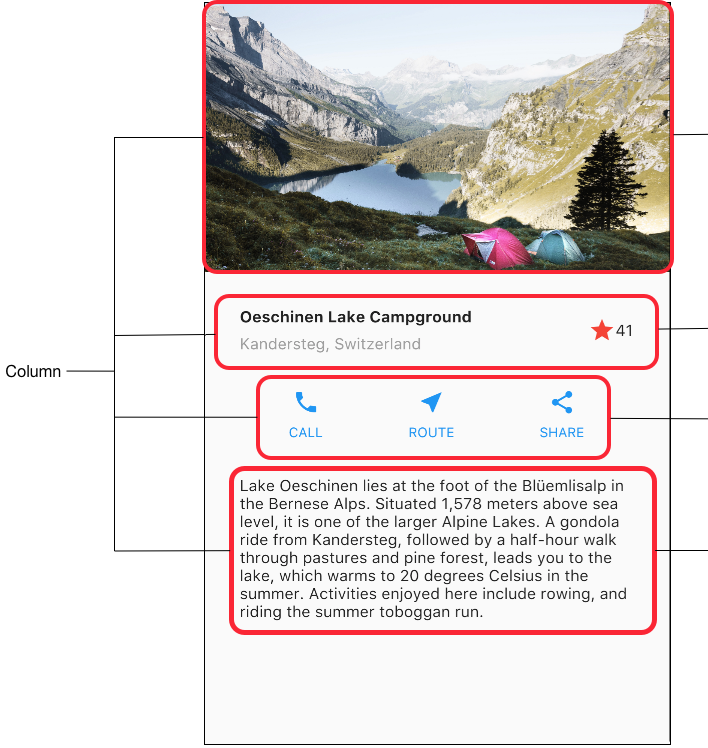 Column
Oeschinen Lake Campground
Kandersteg, Switzerland
41
CALL
ROUTE
SHARE
Lake Oeschinen lies at the foot of the Blüemlisalp in
the Bernese Alps. Situated 1,578 meters above sea
level, it is one of the larger Alpine Lakes. A gondola
ride from Kandersteg, followed by a half-hour walk
through pastures and pine forest, leads you to the
lake, which warms to 20 degrees Celsius in the
summer. Activities enjoyed here include rowing, and
riding the summer toboggan run.